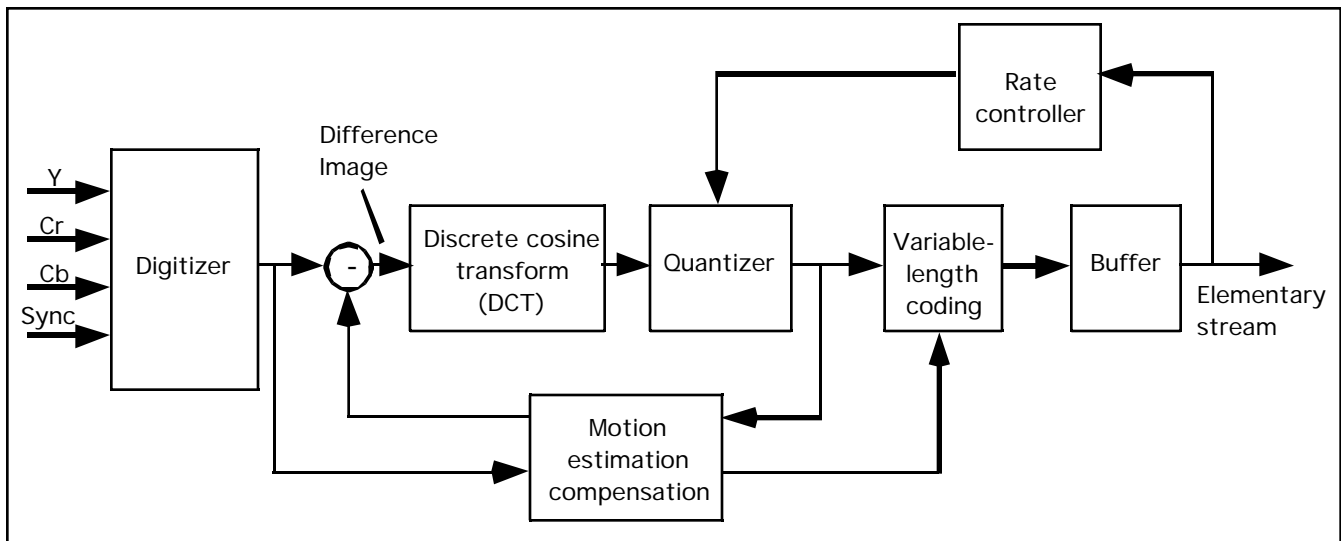 Rate
controller
Difference
Image
Y
Cr
Cb
Sync
Digitizer
-
Discrete cosine
transform
(DCT)
Quantizer
Variable-
length
coding
Buffer
Elementary
stream
Motion
estimation
compensation